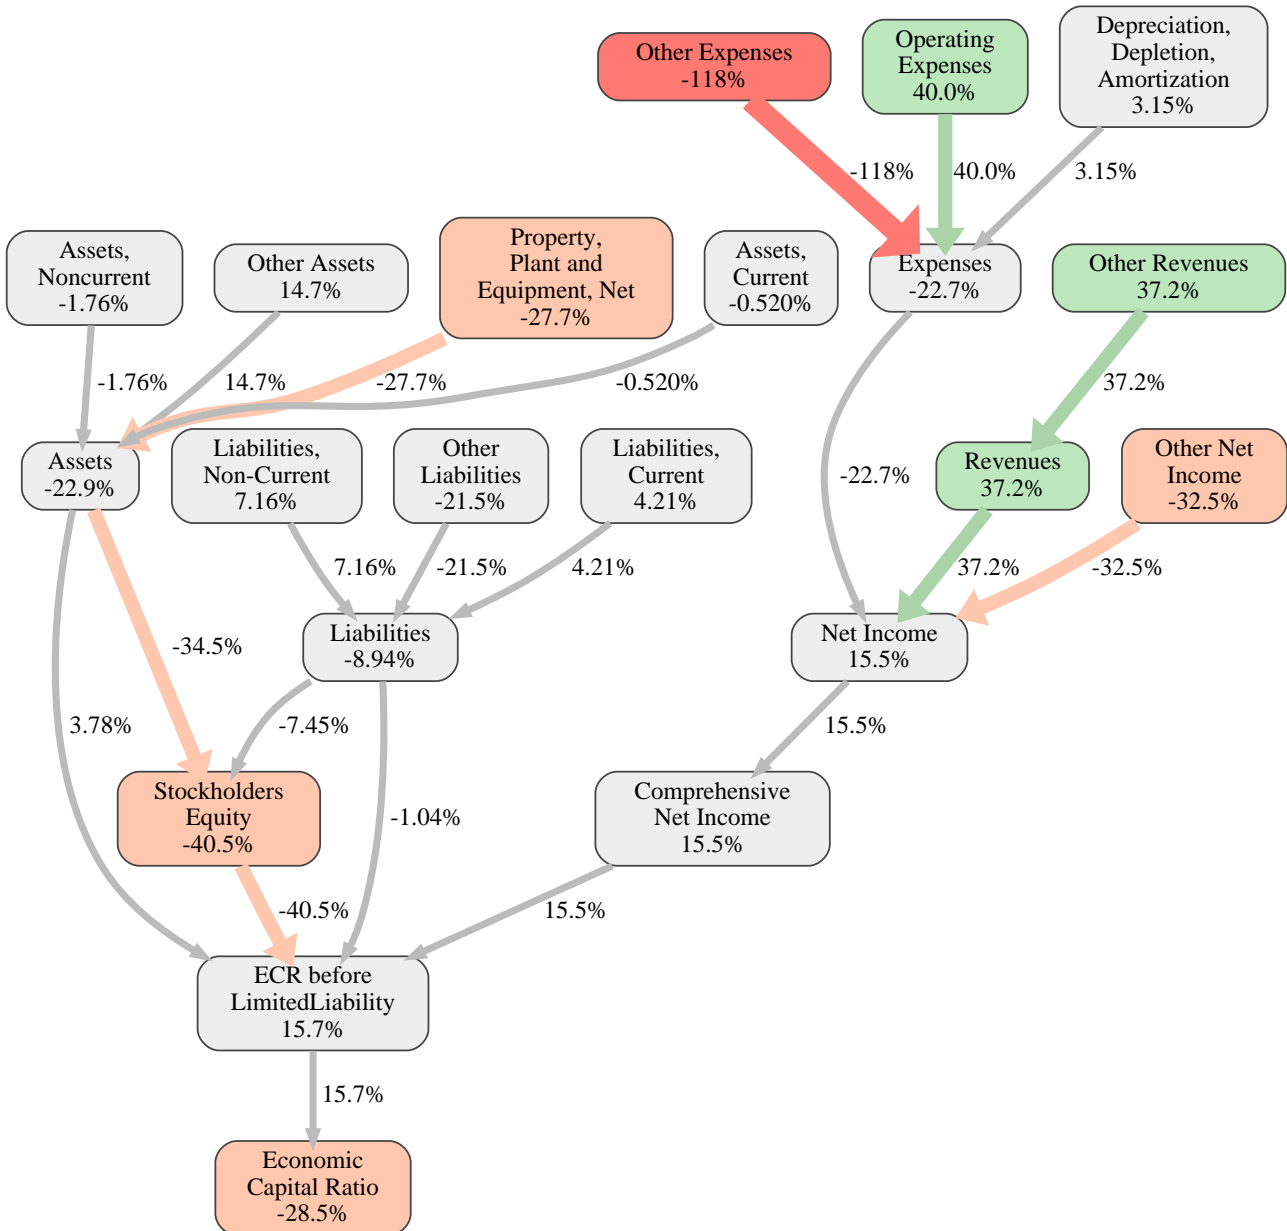 Other Expenses
-118%
Operating
Expenses
40.0%
Depreciation,
Depletion,
Amortization
3.15%
-118%
40.0%
3.15%
Assets,
Noncurrent
-1.76%
Other Assets
14.7%
Property,
Plant and
Equipment, Net
-27.7%
Assets,
Current
-0.520%
Expenses
-22.7%
Other Revenues
37.2%
-1.76%
14.7%
-27.7%
-0.520%
37.2%
Assets
-22.9%
Liabilities,
Non-Current
7.16%
Other
Liabilities
-21.5%
Liabilities,
Current
4.21%
-22.7%
Revenues
37.2%
Other Net
Income
-32.5%
7.16%
-21.5%
4.21%
37.2%
-32.5%
Liabilities
-8.94%
Net Income
15.5%
-34.5%
3.78%
-7.45%
15.5%
Stockholders
Equity
-40.5%
-1.04%
Comprehensive
Net Income
15.5%
-40.5%
15.5%
ECR before
LimitedLiability
15.7%
15.7%
Economic
Capital Ratio
-28.5%